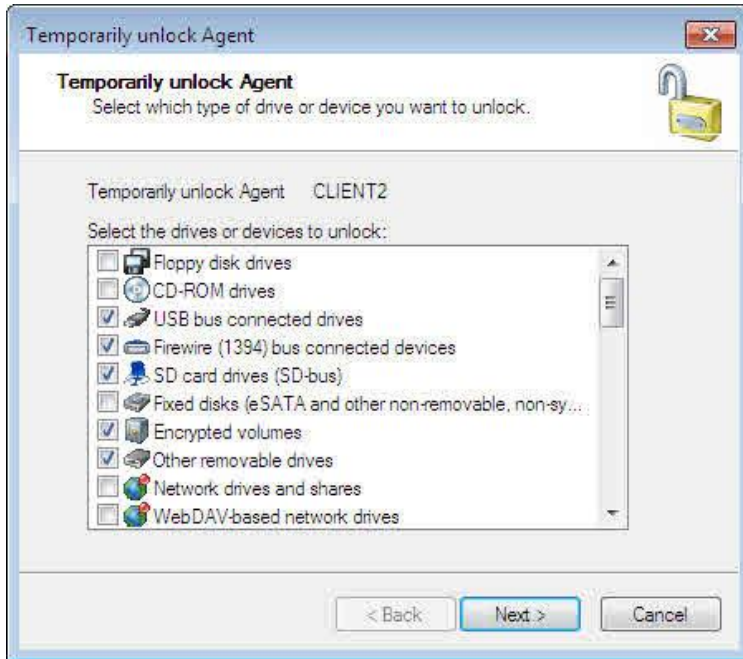 Temporarily unlock Agent
Temporarily unlock Agent
Select which type of drive or device you want to unlock.
Temporarily unlock Agent CLIENT2
Select the drives or devices to unlock:
Floppy disk drives
CD-ROM drives
USB bus connected drives
Firewire (1394) bus connected devices
SD card drives (SD-bus)
Fixed disks (eSATA and other non-removable, non-sy...
Encrypted volumes
Other removable drives
Network drives and shares
WebDAV-based network drives
< Back Next > Cancel